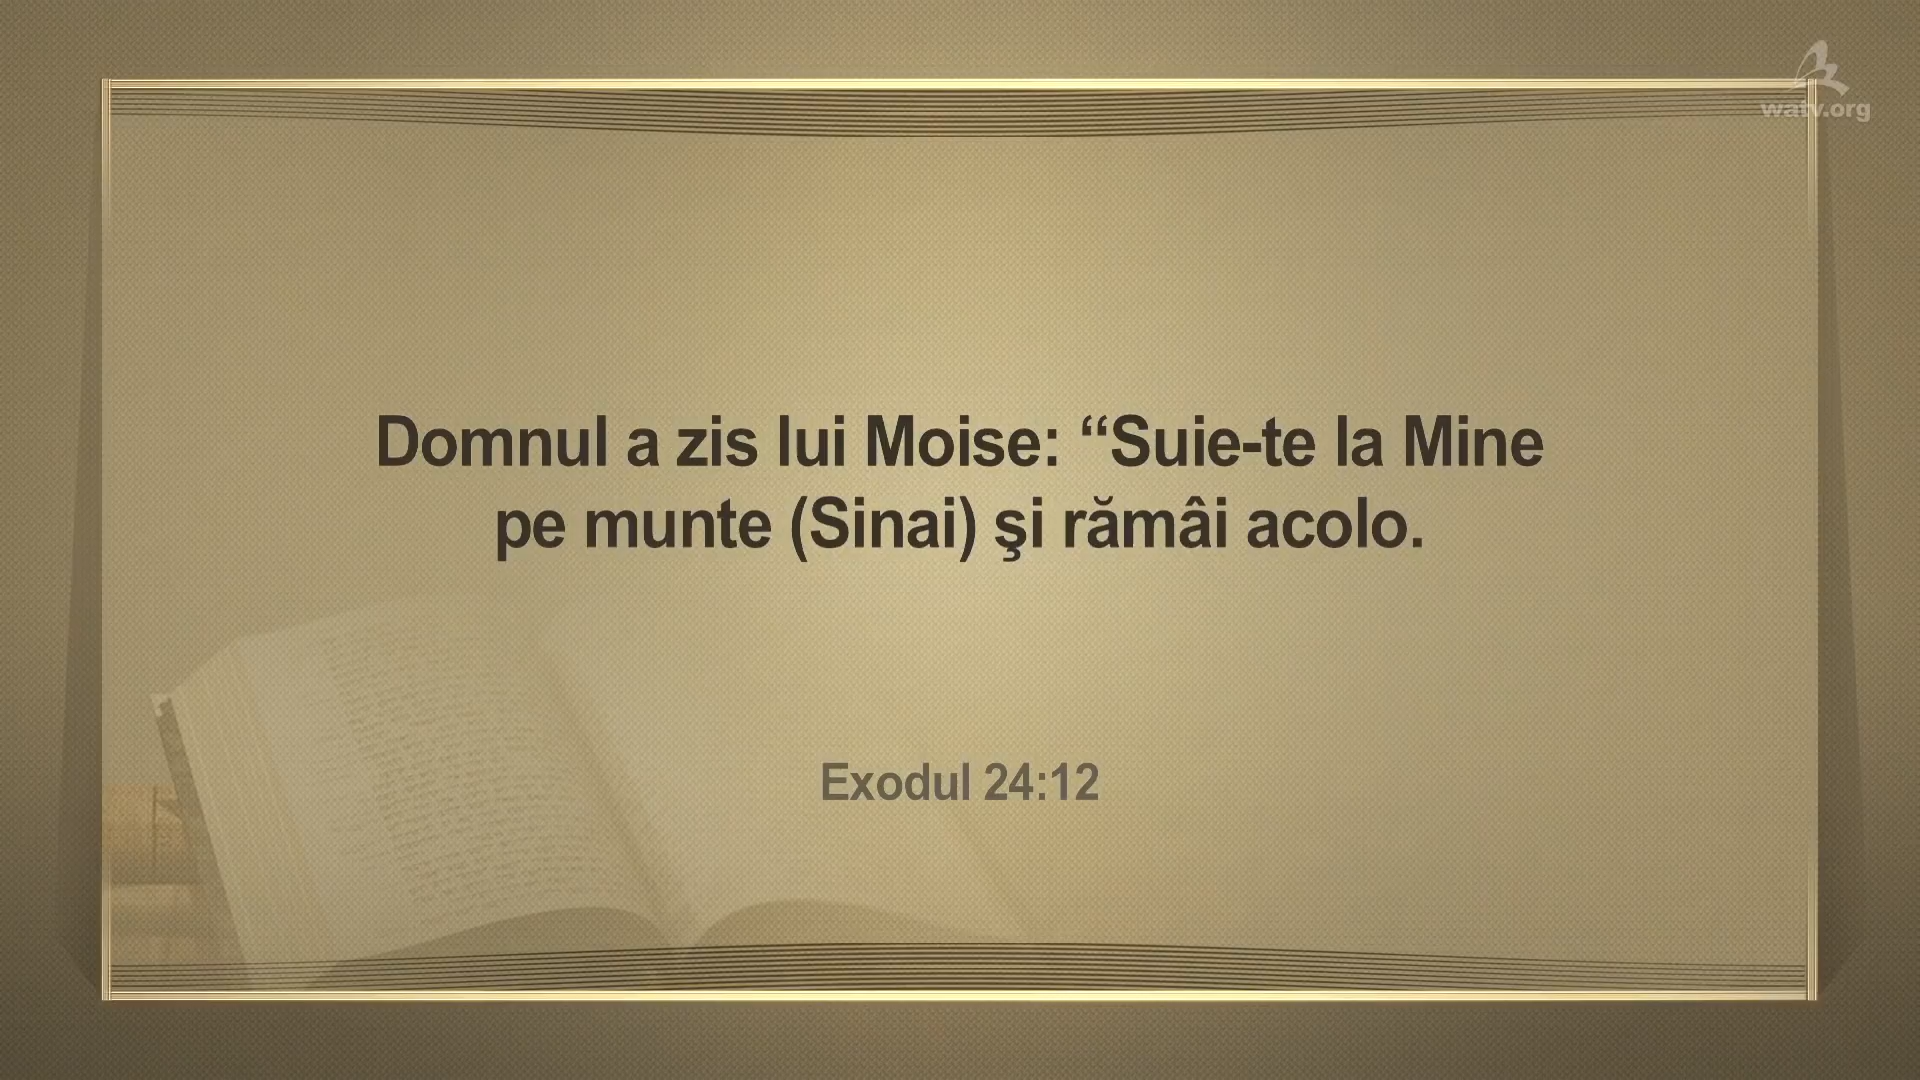 watv.org
Domnul a zis lui Moise: “Suie-te la Mine
pe munte (Sinai) şi rămâi acolo.
Exodul 24:12